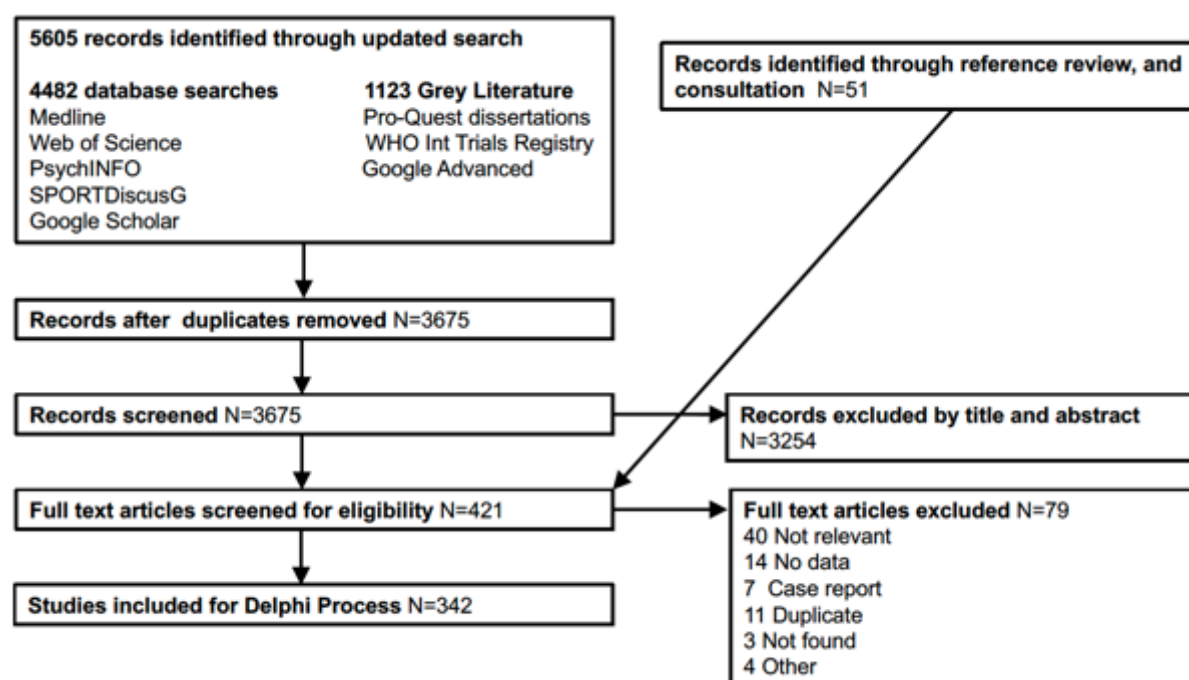 5605 records identified through updated search
4482 database searches
Medline
Web of Science
PsychINFO
SPORTDiscusG
Google Scholar
1123 Grey Literature
Pro-Quest dissertations
WHO Int Trials Registry
Google Advanced
Records identified through reference review, and
consultation N=51
Records after duplicates removed N=3675
Records screened N=3675
Records excluded by title and abstract
N=3254
Full text articles screened for eligibility N=421
Full text articles excluded N=79
40 Not relevant
14 No data
7 Case report
11 Duplicate
3 Not found
4 Other
Studies included for Delphi Process N=342